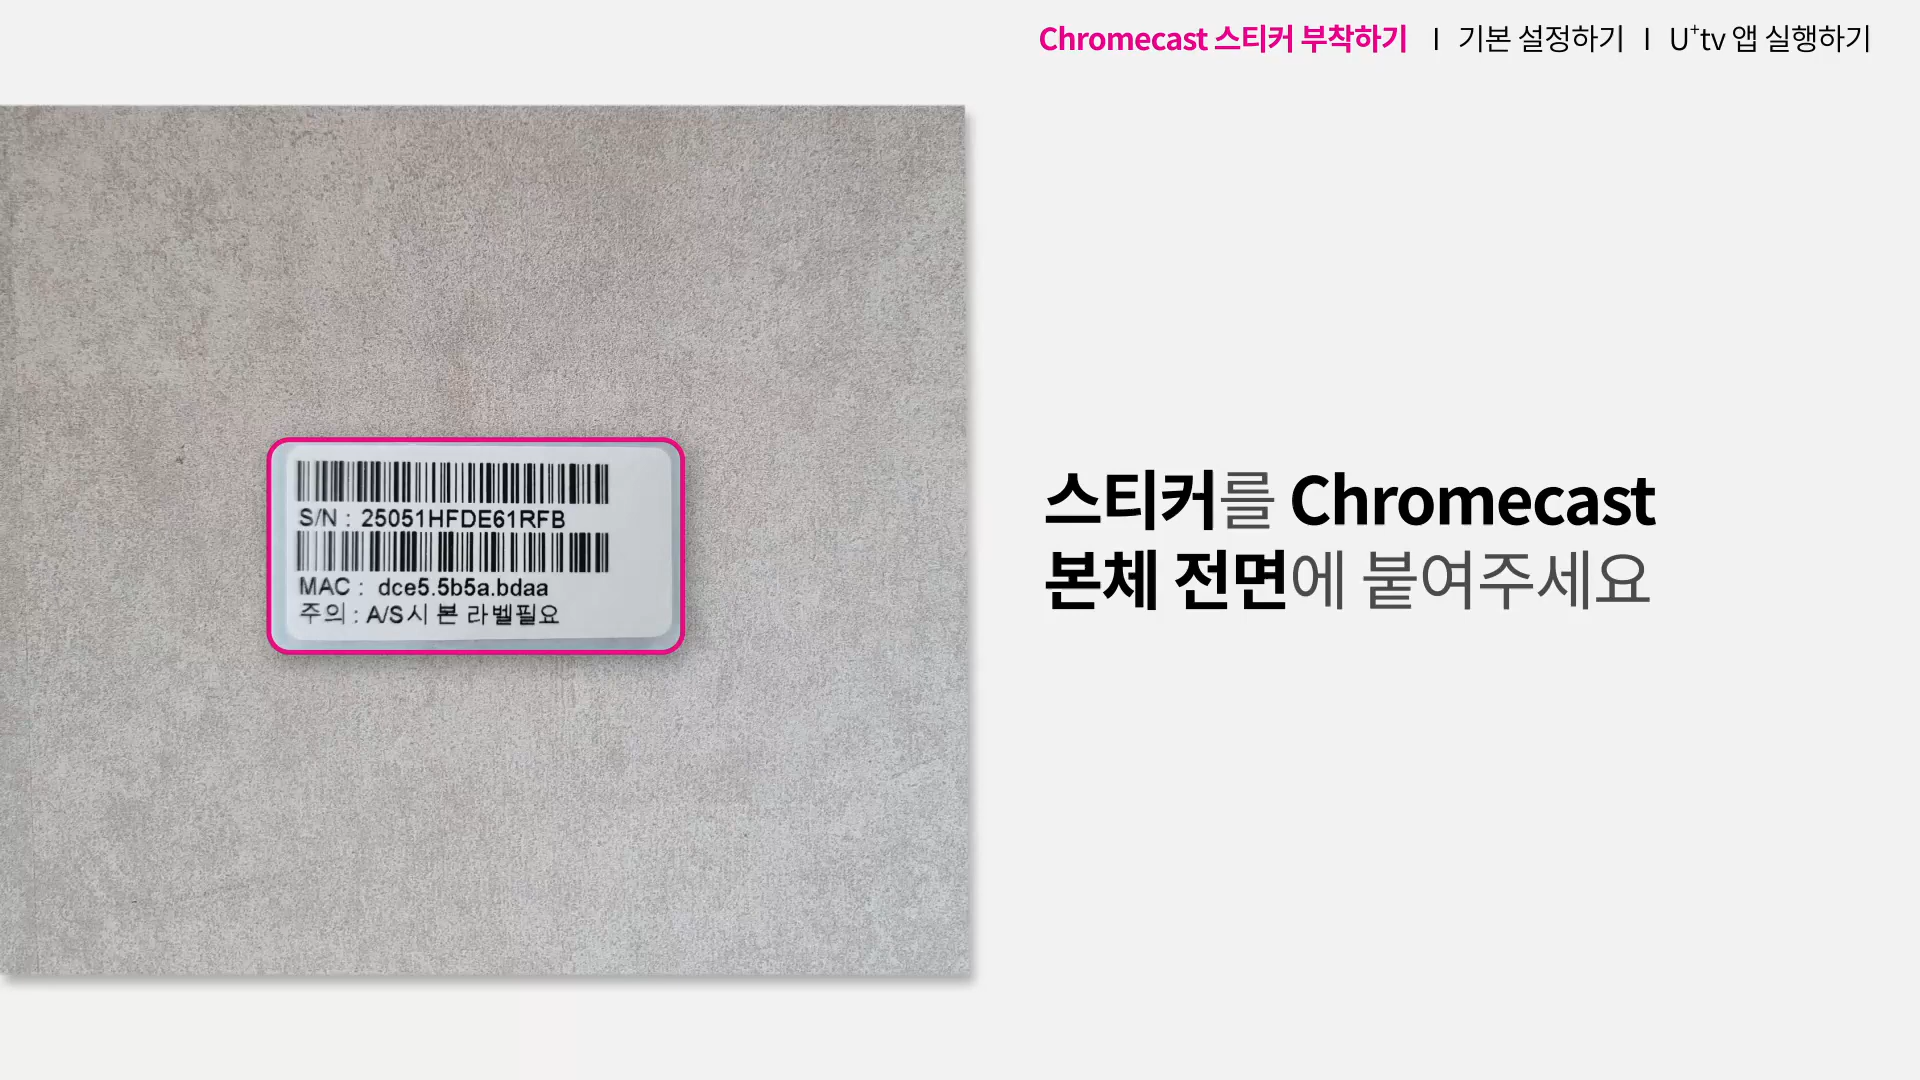 Chromecast 스티커 부착하기 I 기본 설정하기 I U⁺tv 앱 실행하기
S/N : 25051HFDE61RFB
MAC : dce5.5b5a.bdaa
주의 : A/S시 본 라벨필요
스티커를 Chromecast
본체 전면에 붙여주세요